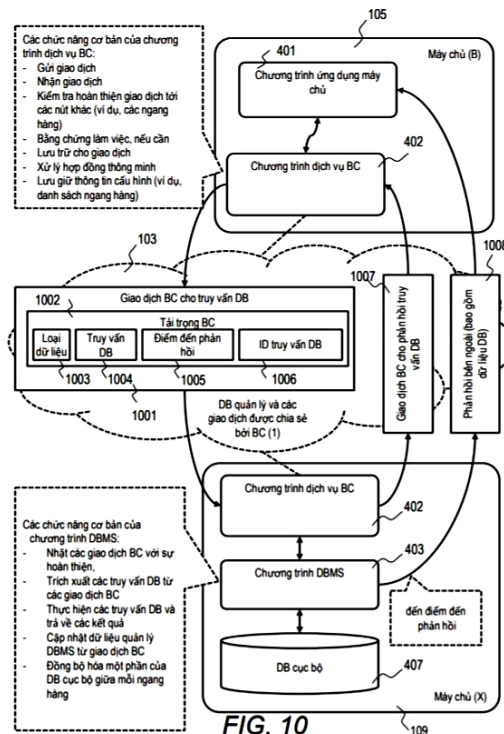 Các chức năng cơ bản của chương
trình dịch vụ BC:
- Gửi giao dịch
- Nhận giao dịch
- Kiểm tra hoàn thiện giao dịch tới
các nút khác (ví dụ, các ngang
hàng)
- Bằng chứng làm việc, nếu cần
- Lưu trữ cho giao dịch
- Xử lý hợp đồng thông minh
- Lưu giữ thông tin cấu hình (ví dụ,
danh sách ngang hàng)
105
401
Máy chủ (B)
Chương trình ứng dụng máy
chủ
402
Chương trình dịch vụ BC
103
1007
1008
1002
Giao dịch BC cho truy vấn DB
Tải trọng BC
Loại
dữ liệu
Truy vấn
DB
Điểm đến phản
hồi
ID truy vấn DB
1003
1004
1005
1006
1001
Giao dịch BC cho phản hồi truy
vấn DB
Phản hồi bên ngoài (bao gồm
dữ liệu DB)
DB quản lý và các
giao dịch được chia sẻ
bởi BC (1)
Chương trình dịch vụ BC
402
403
Chương trình DBMS
DB cục bộ
407
Máy chủ (X)
109
đến điểm đến
phản hồi
Các chức năng cơ bản của
chương trình DBMS:
- Nhặt các giao dịch BC với sự
hoàn thiện,
- Trích xuất các truy vấn DB từ
các giao dịch BC
- Thực hiện các truy vấn DB và
trả về các kết quả
- Cập nhật dữ liệu quản lý
DBMS từ giao dịch BC
- Đồng bộ hóa một phần của
DB cục bộ giữa mỗi ngang
hàng
FIG. 10